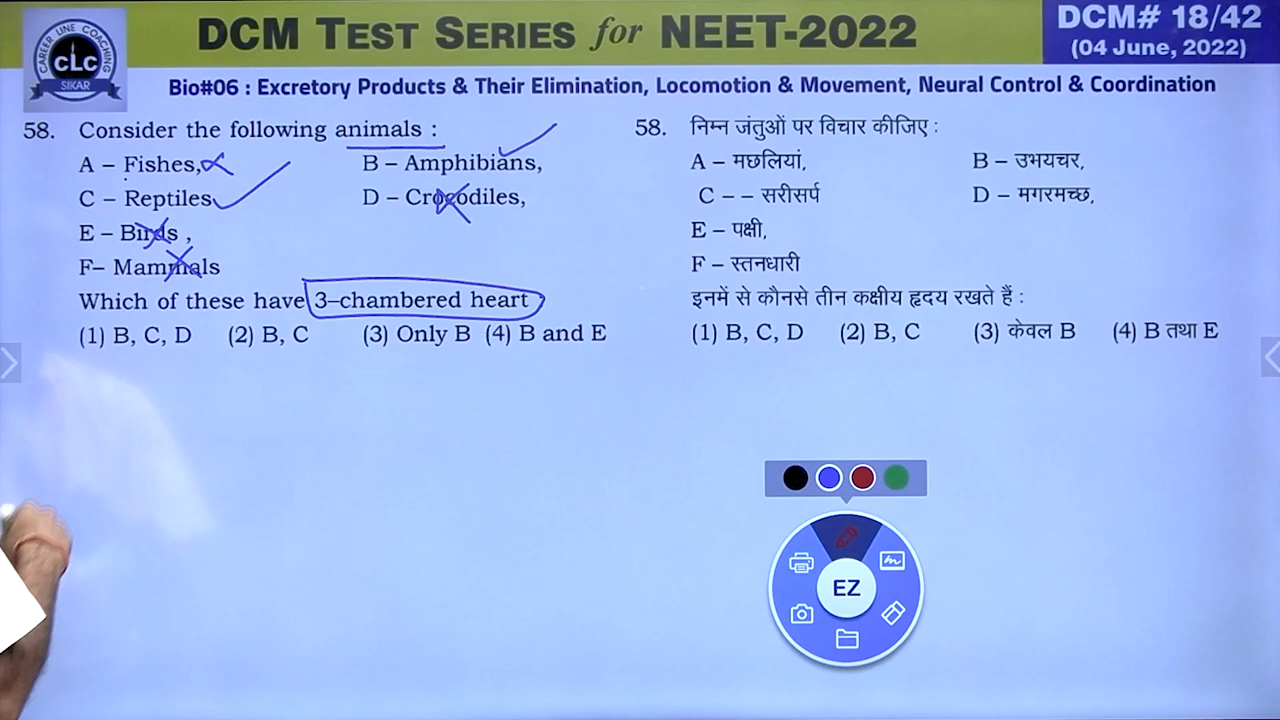 CAREER LINE COACHING
CLC
SIKAR
DCM TEST SERIES for NEET-2022
DCM# 18/42
(04 June, 2022)
Bio#06 : Excretory Products & Their Elimination, Locomotion & Movement, Neural Control & Coordination
58. Consider the following animals :
A – Fishes, B – Amphibians,
C – Reptiles D – Crocodiles,
E – Birds ,
F– Mammals
Which of these have 3–chambered heart
(1) B, C, D (2) B, C (3) Only B (4) B and E
58. निम्न जंतुओं पर विचार कीजिए :
A – मछलियां, B – उभयचर,
C – – सरीसर्प D – मगरमच्छ,
E – पक्षी,
F – स्तनधारी
इनमें से कौनसे तीन कक्षीय हृदय रखते हैं :
(1) B, C, D (2) B, C (3) केवल B (4) B तथा E
EZ